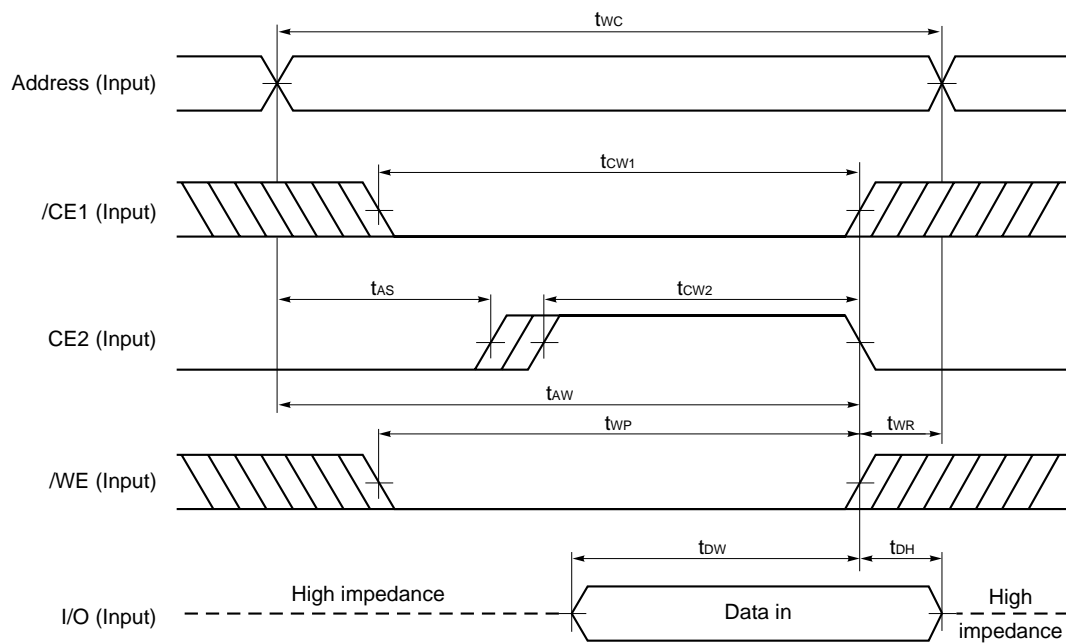 tWC
Address (Input)
tCW1
/CE1 (Input)
tAS
tCW2
CE2 (Input)
tAW
tWP
tWR
/WE (Input)
tDW
tDH
High impedance
Data in
High
impedance
I/O (Input)